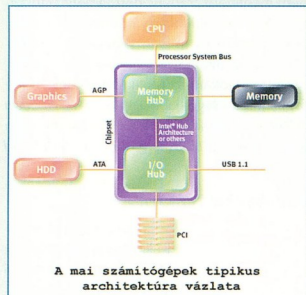 CPU
Processor System Bus
Graphics
AGP
Memory
Hub
Memory
Chipset
Intel® Hub
Architecture
or others
HDD
ATA
I/O
Hub
USB 1.1
PCI
A mai számítógépek tipikus
architektúra vázlata